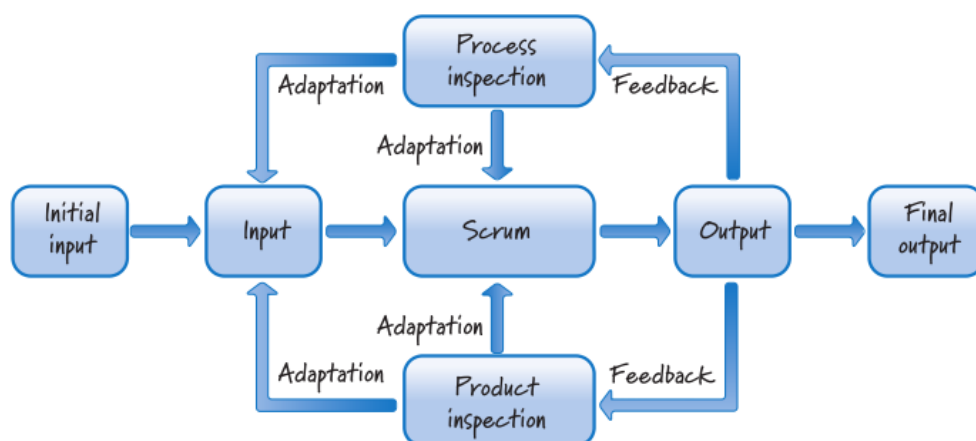 Process
inspection
Adaptation
Feedback
Adaptation
Initial
input
Input
Scrum
Output
Final
output
Adaptation
Adaptation
Feedback
Product
inspection